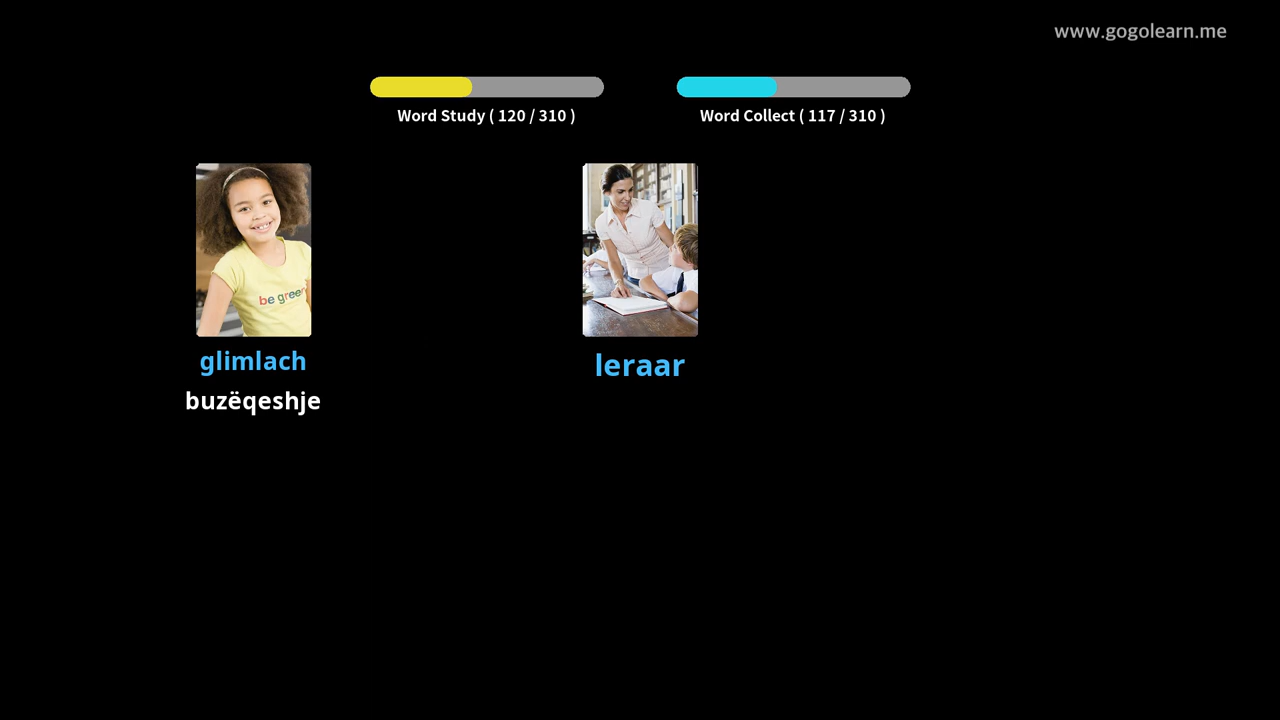 www.gogolearn.me
Word Study ( 120 / 310 )
Word Collect ( 117 / 310 )
be green
glimlach
leraar
buzëqeshje